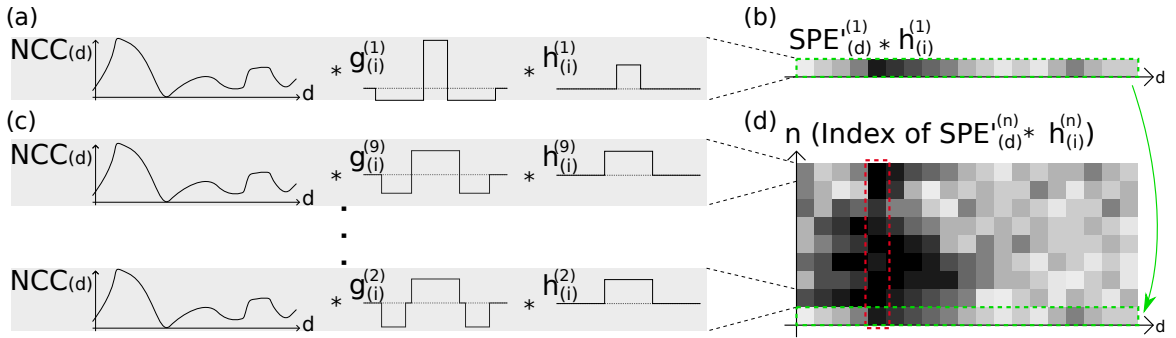 (a)
NCC(d)
d
* g(i)(1)
* h(i)(1)
(b)
SPE'(d)(1) * h(i)(1)
d
(c)
NCC(d)
d
* g(i)(9)
* h(i)(9)
NCC(d)
d
* g(i)(2)
* h(i)(2)
(d)
n (Index of SPE'(d)(n) * h(i)(n))
d